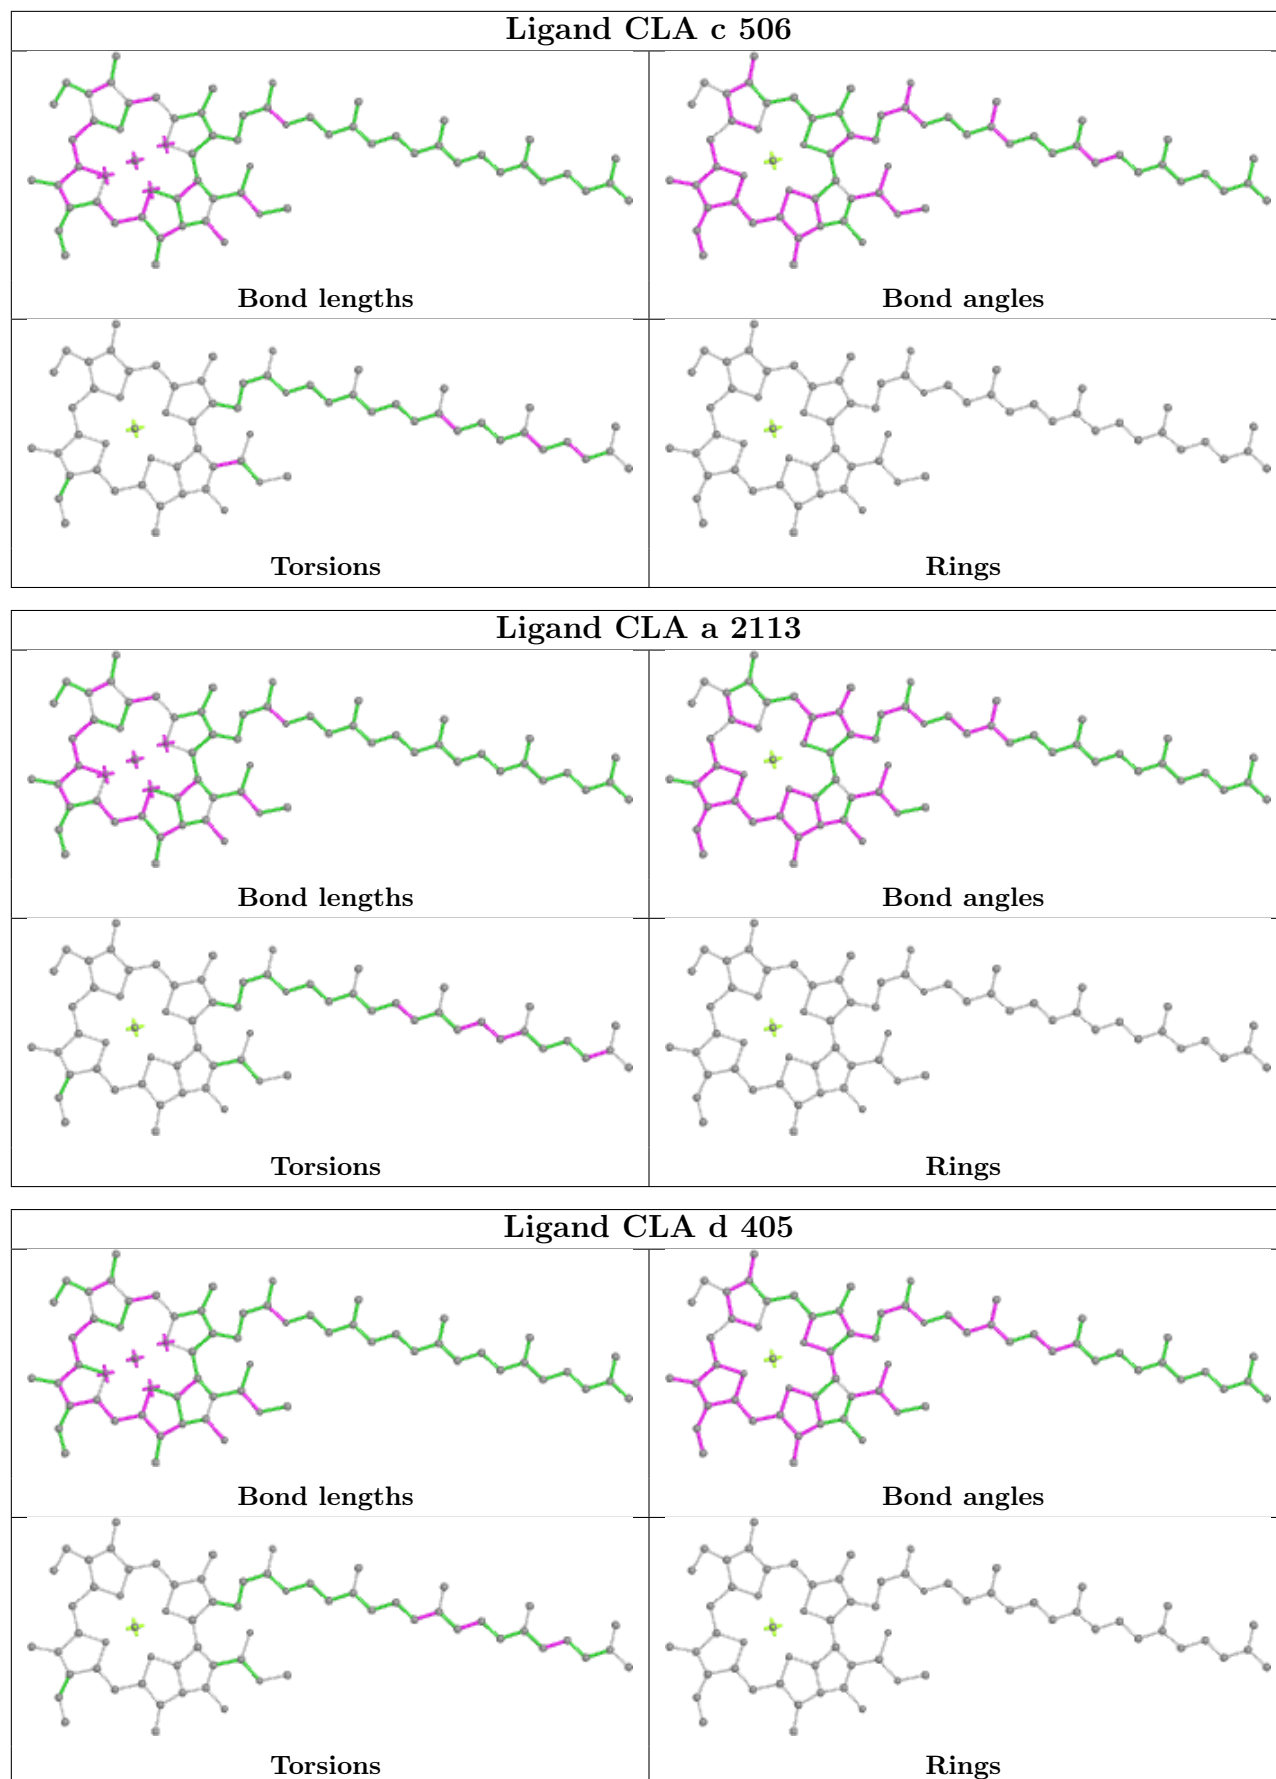 Ligand CLA c 506
Bond lengths
Bond angles
Torsions
Rings
Ligand CLA a 2113
Bond lengths
Bond angles
Torsions
Rings
Ligand CLA d 405
Bond lengths
Bond angles
Torsions
Rings